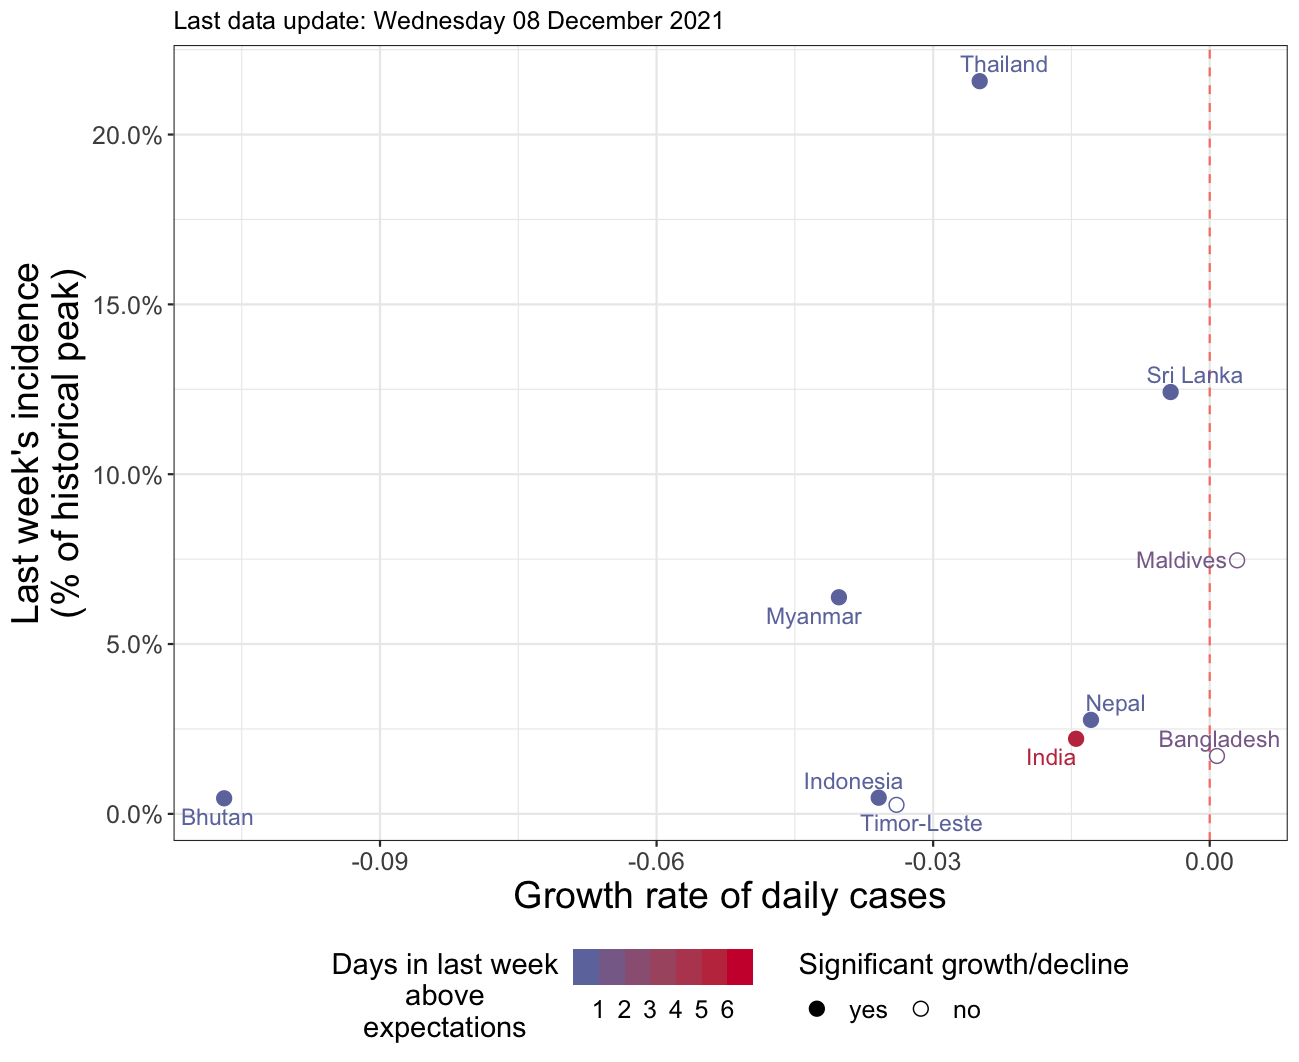 Last data update: Wednesday 08 December 2021
Thailand
20.0%
15.0%
Sri Lanka
Last week's incidence
(% of historical peak)
10.0%
Maldives
Myanmar
5.0%
Nepal
Bangladesh
India
Indonesia
Bhutan
0.0%
Timor-Leste
-0.09
-0.06
-0.03
0.00
Growth rate of daily cases
Days in last week
above
expectations
1 2 3 4 5 6
Significant growth/decline
yes
no